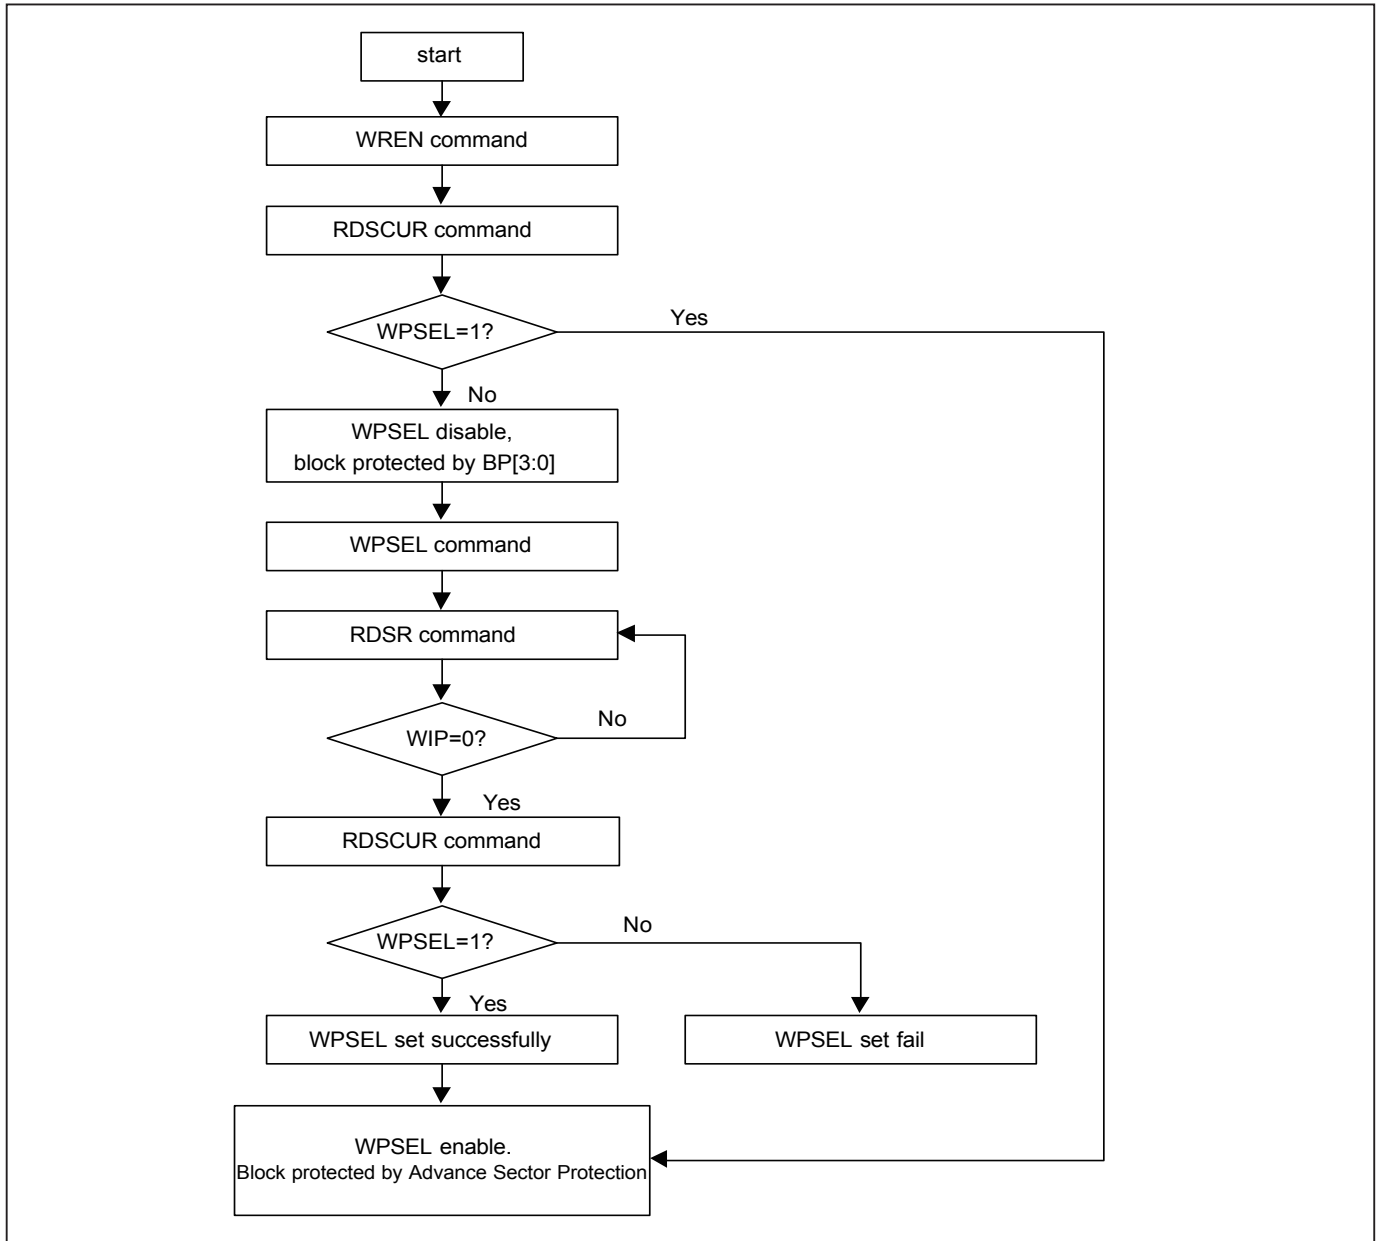 start
WREN command
RDSCUR command
WPSEL=1?
Yes
No
WPSEL disable,
block protected by BP[3:0]
WPSEL command
RDSR command
WIP=0?
No
Yes
RDSCUR command
WPSEL=1?
No
Yes
WPSEL set successfully
WPSEL set fail
WPSEL enable.
Block protected by Advance Sector Protection